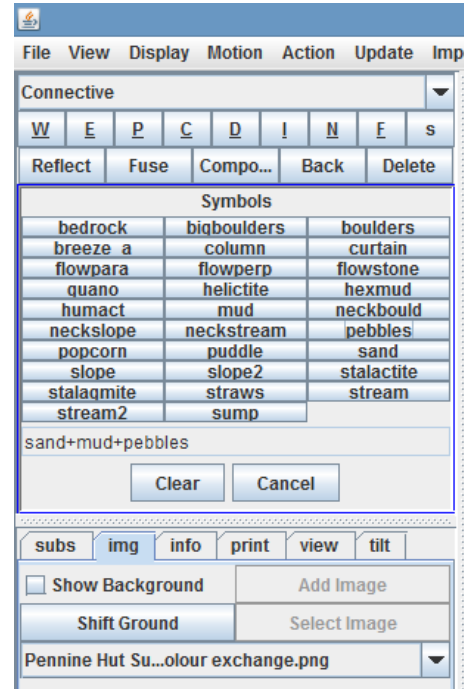 File View Display Motion Action Update Imp
Connective
W E P C D I N F s
Reflect Fuse Compo... Back Delete
Symbols
bedrock bigboulders boulders
breeze_a column curtain
flowpara flowperp flowstone
guano helictite hexmud
humact mud neckbould
neckslope neckstream pebbles
popcorn puddle sand
slope slope2 stalactite
stalagmite straws stream
stream2 sump
sand+mud+pebbles
Clear Cancel
subs img info print view tilt
Show Background Add Image
Shift Ground Select Image
Pennine Hut Su...olour exchange.png